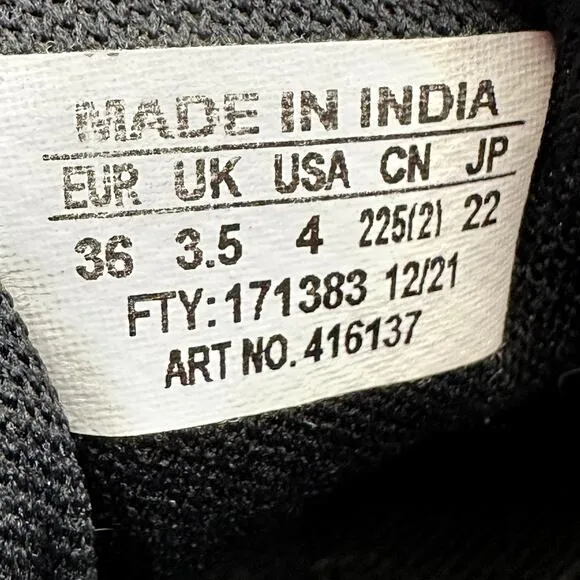 MADE IN INDIA
EUR UK USA CN JP
36 3.5 4 225(2) 22
FTY:171383 12/21
ART NO. 416137